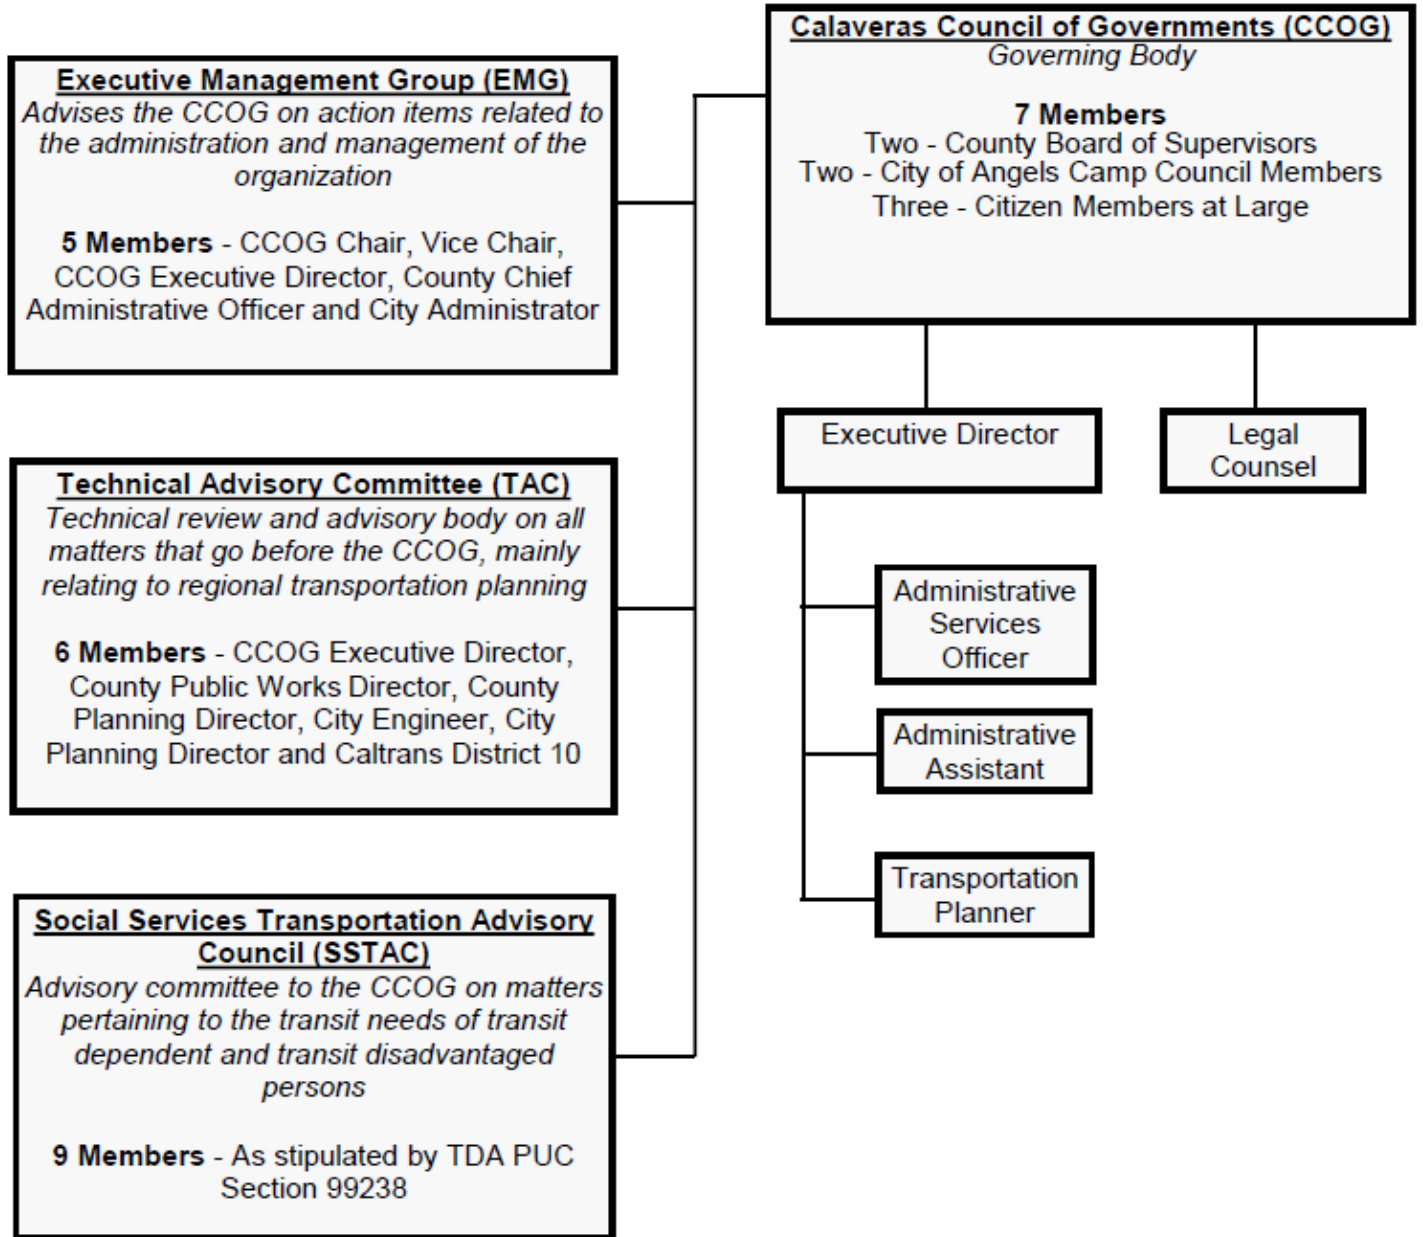 Calaveras Council of Governments (CCOG)
Governing Body
7 Members
Two - County Board of Supervisors
Two - City of Angels Camp Council Members
Three - Citizen Members at Large
Executive Management Group (EMG)
Advises the CCOG on action items related to
the administration and management of the
organization
5 Members - CCOG Chair, Vice Chair,
CCOG Executive Director, County Chief
Administrative Officer and City Administrator
Executive Director
Legal
Counsel
Technical Advisory Committee (TAC)
Technical review and advisory body on all
matters that go before the CCOG, mainly
relating to regional transportation planning
6 Members - CCOG Executive Director,
County Public Works Director, County
Planning Director, City Engineer, City
Planning Director and Caltrans District 10
Administrative
Services
Officer
Administrative
Assistant
Transportation
Planner
Social Services Transportation Advisory
Council (SSTAC)
Advisory committee to the CCOG on matters
pertaining to the transit needs of transit
dependent and transit disadvantaged
persons
9 Members - As stipulated by TDA PUC
Section 99238